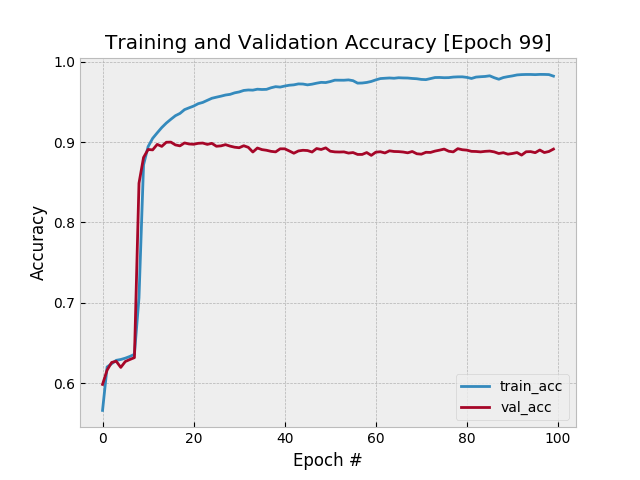 Training and Validation Accuracy [Epoch 99]
1.0
0.9
0.8
0.7
0.6
Accuracy
train_acc
val_acc
0 20 40 60 80 100
Epoch #